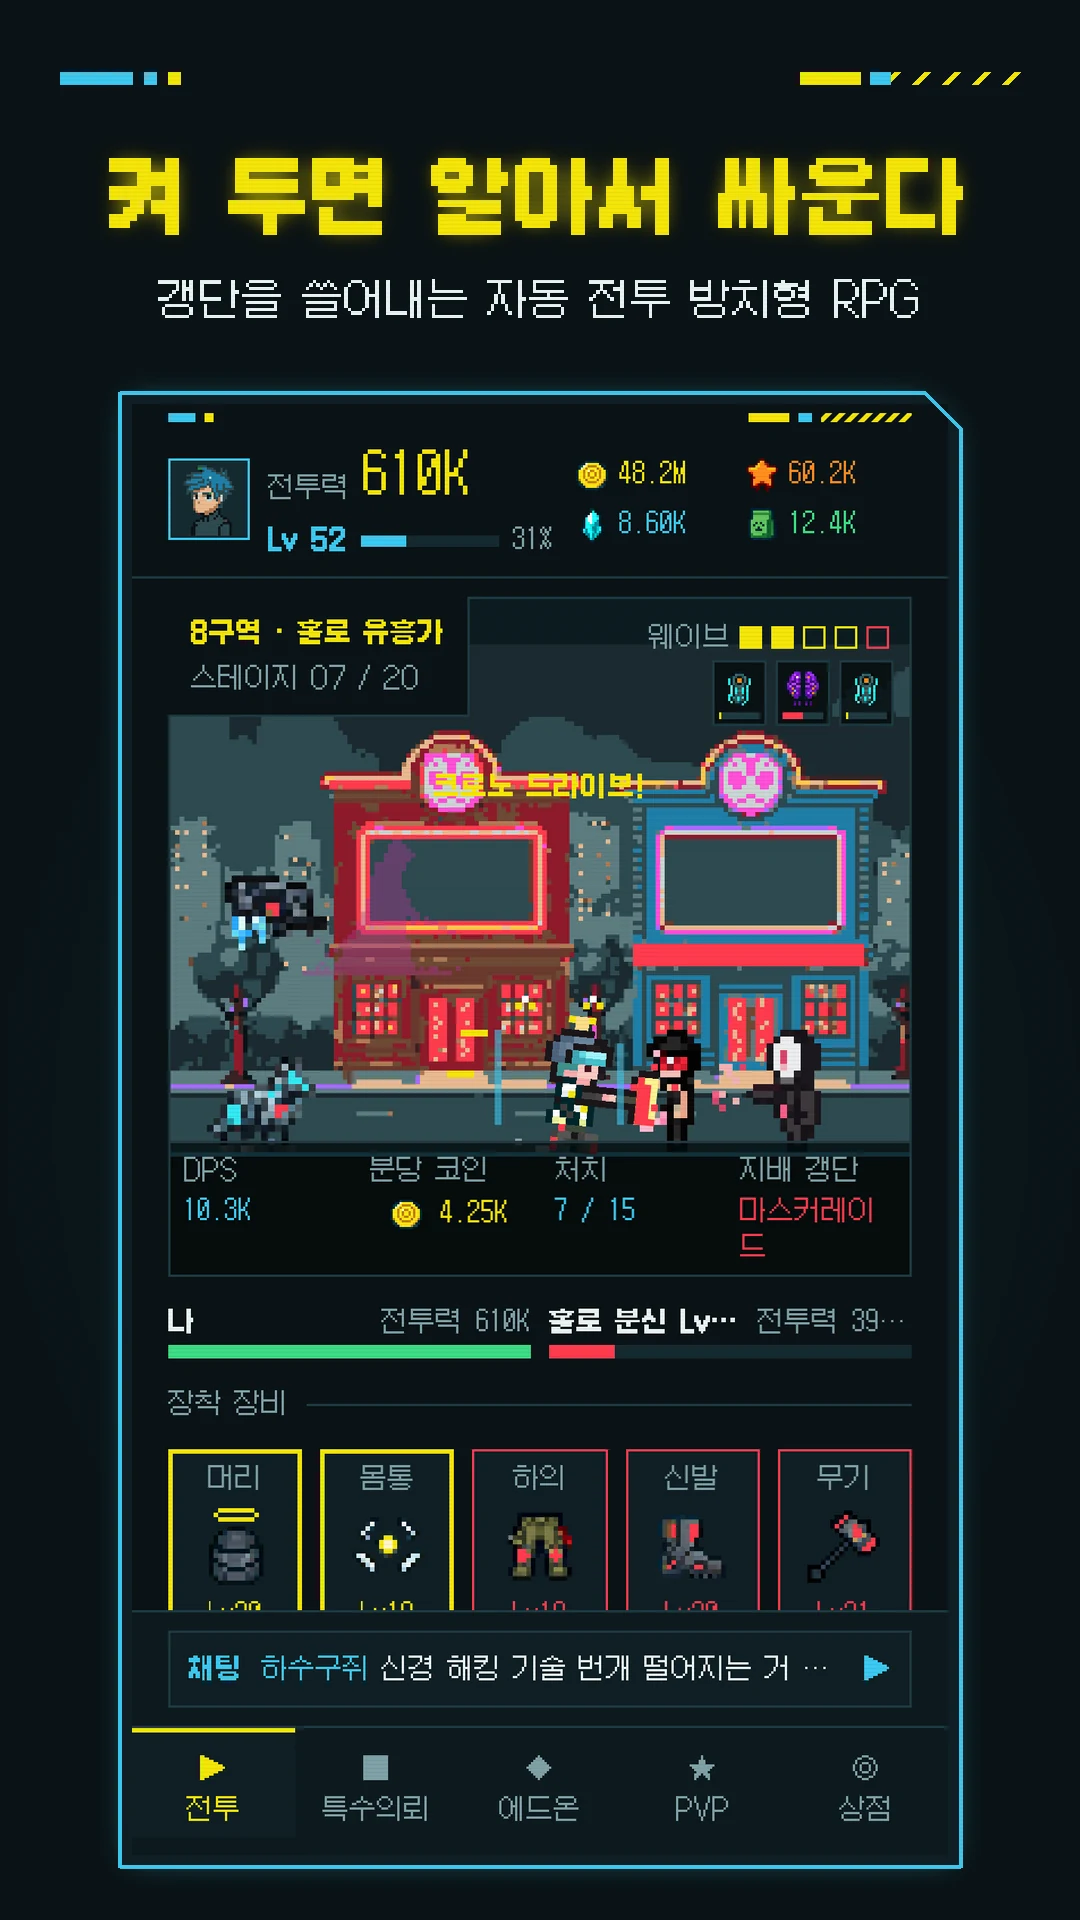 켜 두면 알아서 싸운다
갱단을 쓸어내는 자동 전투 방치형 RPG
전투력 610K
48.2M
60.2K
Lv 52
31%
8.60K
12.4K
8구역 · 홀로 유흥가
스테이지 07 / 20
웨이브
크로노 드라이브!
DPS
분당 코인
처치
지배 갱단
10.3K
4.25K
7 / 15
마스커레이
드
나
전투력 610K
홀로 분신 Lv…
전투력 39…
장착 장비
머리
몸통
하의
신발
무기
Lv20
Lv19
Lv19
Lv20
Lv21
채팅 하수구쥐 신경 해킹 기술 번개 떨어지는 거 …
전투
특수의뢰
에드온
PVP
상점